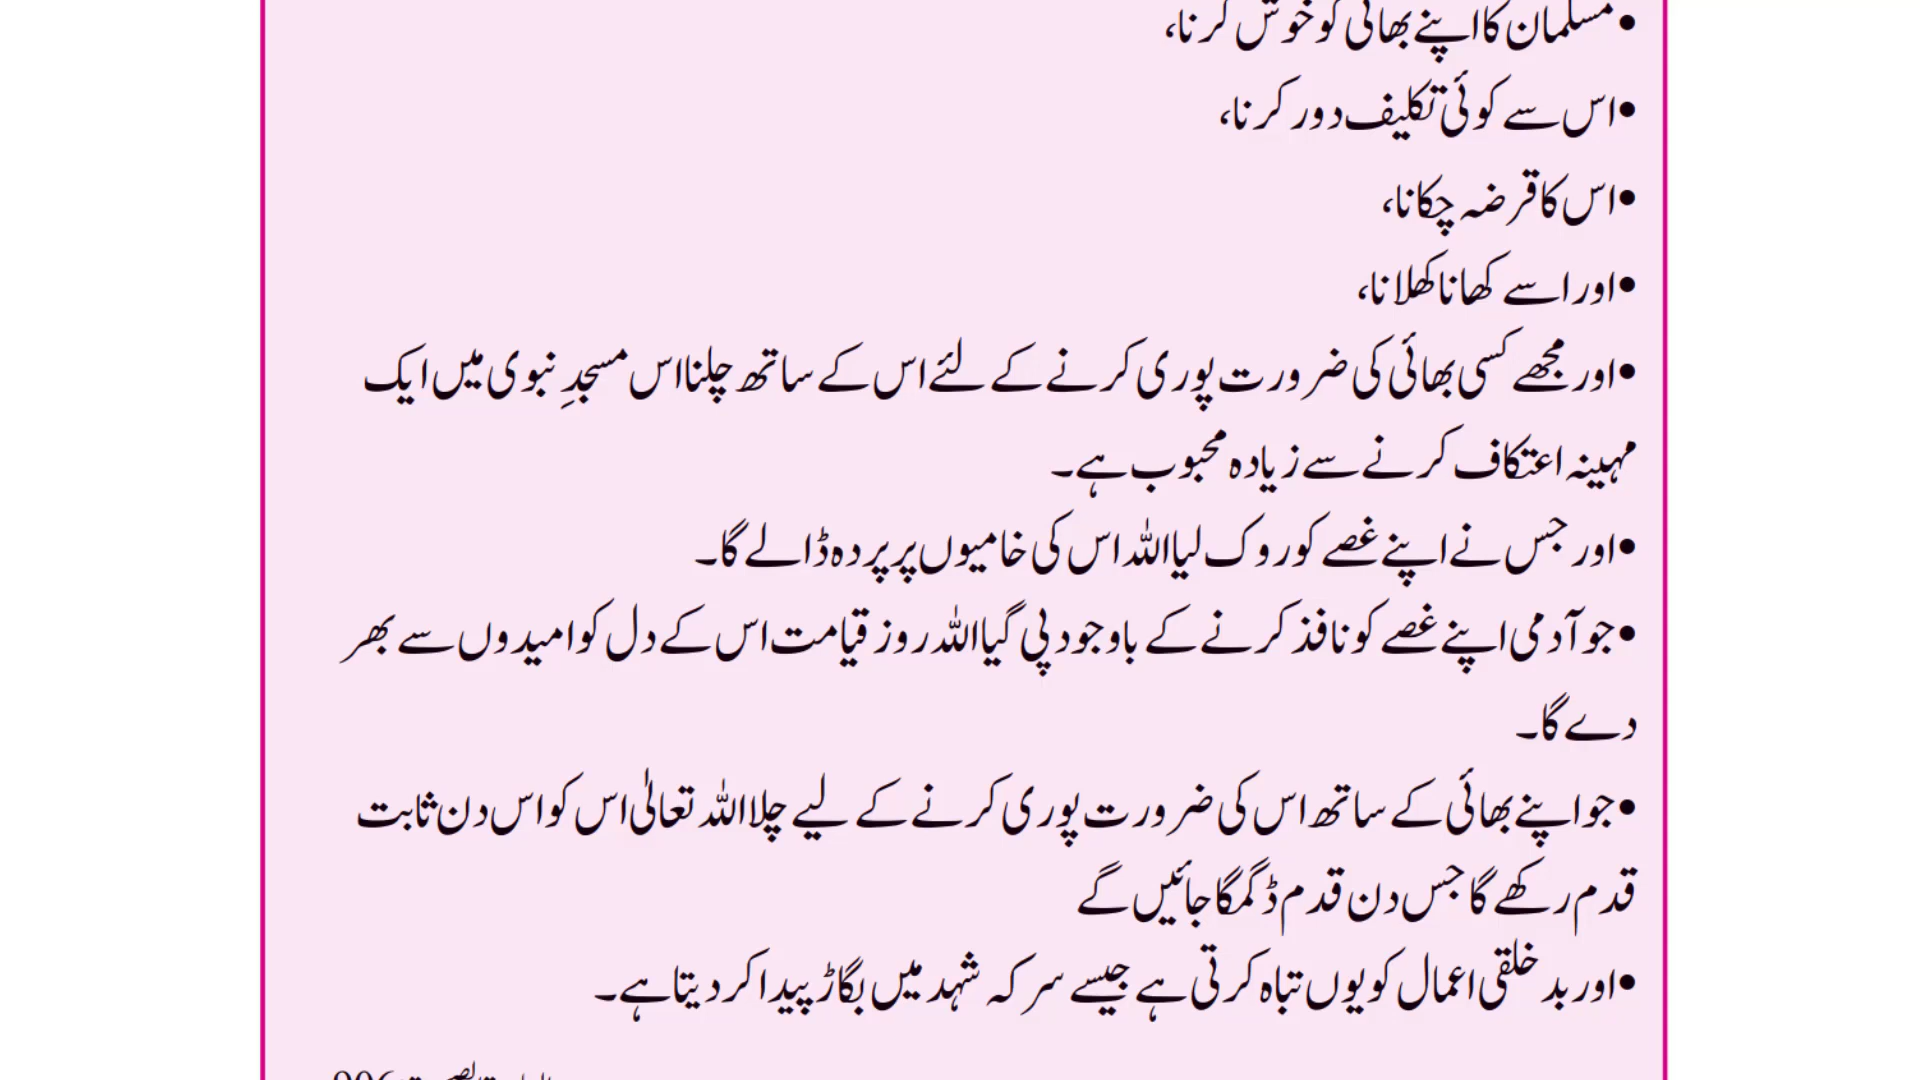 •مسلمان کا اپنے بھائی کو خوش کرنا،
•اس سے کوئی تکلیف دور کرنا،
•اس کا قرضہ چکانا،
•اور اسے کھانا کھلانا،
•اور مجھے کسی بھائی کی ضرورت پوری کرنے کے لئے اس کے ساتھ چلنا اس مسجدِ نبوی میں ایک
مہینہ اعتکاف کرنے سے زیادہ محبوب ہے۔
•اور جس نے اپنے غصے کو روک لیا اللہ اس کی خامیوں پر پردہ ڈالے گا۔
•جو آدمی اپنے غصے کو نافذ کرنے کے باوجود پی گیا اللہ روز قیامت اس کے دل کو امیدوں سے بھر
دے گا۔
•جو اپنے بھائی کے ساتھ اس کی ضرورت پوری کرنے کے لیے چلا اللہ تعالٰی اس کو اس دن ثابت
قدم رکھے گا جس دن قدم ڈگمگا جائیں گے
•اور بد خلقی اعمال کو یوں تباہ کرتی ہے جیسے سرکہ شہد میں بگاڑ پیدا کر دیتا ہے۔